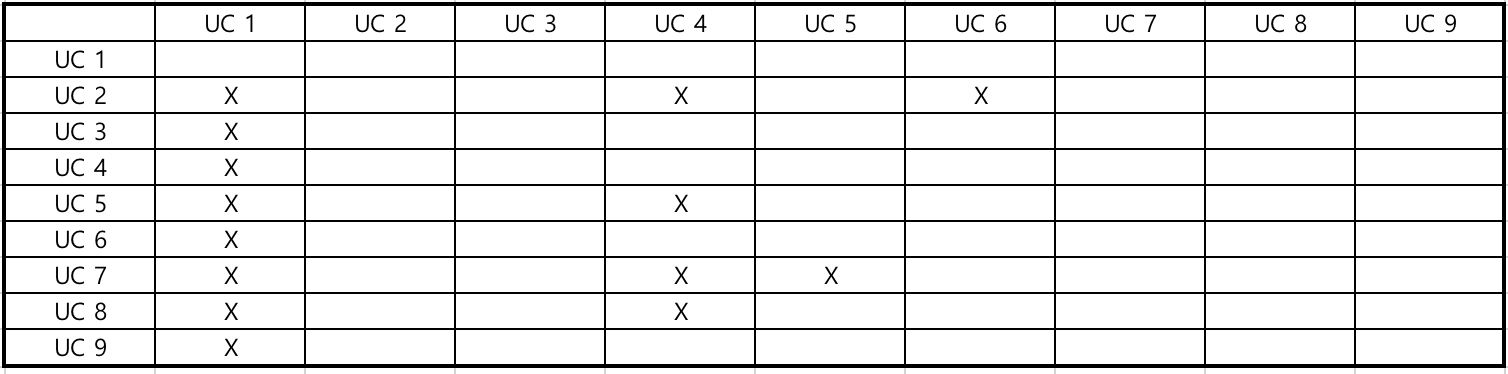 UC 1 UC 2 UC 3 UC 4 UC 5 UC 6 UC 7 UC 8 UC 9
UC 1
UC 2 X X X
UC 3 X
UC 4 X
UC 5 X X
UC 6 X
UC 7 X X X
UC 8 X X
UC 9 X